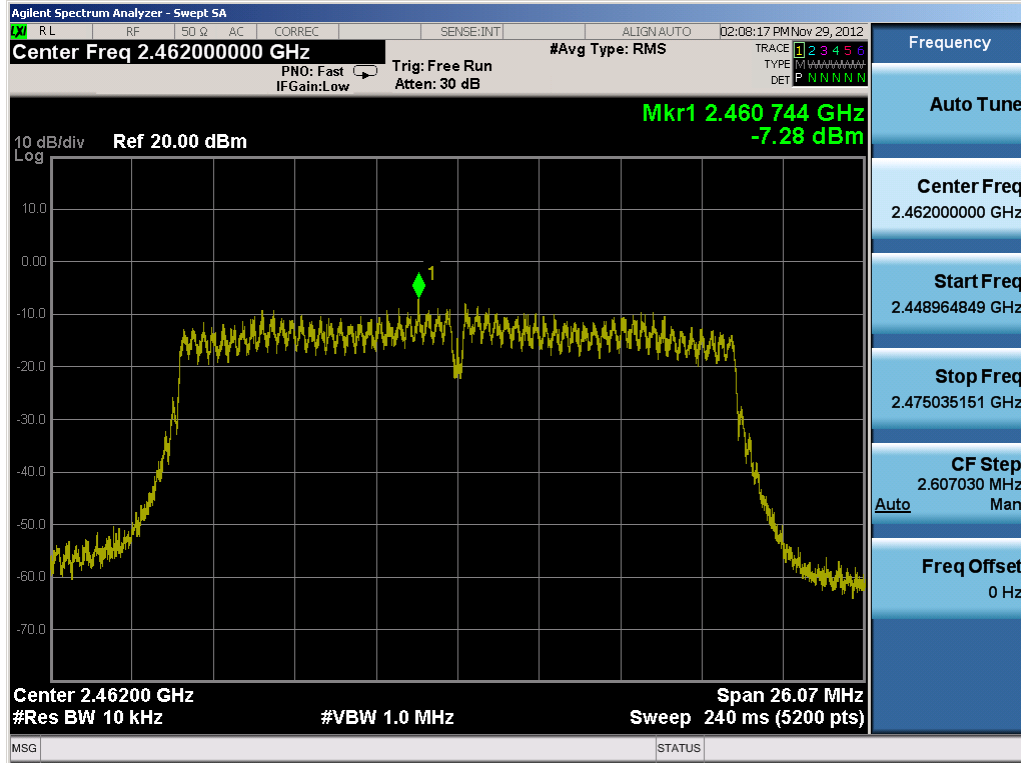 Agilent Spectrum Analyzer - Swept SA
LXI RL RF 50 Ω AC CORREC SENSE:INT ALIGN AUTO 02:08:17 PM Nov 29, 2012
Center Freq 2.462000000 GHz
PNO: Fast
IFGain:Low
Trig: Free Run
Atten: 30 dB
#Avg Type: RMS
TRACE 1 2 3 4 5 6
TYPE M
DET P N N N N N
Mkr1 2.460 744 GHz
-7.28 dBm
10 dB/div Ref 20.00 dBm
Log
10.0
0.00
-10.0
-20.0
-30.0
-40.0
-50.0
-60.0
-70.0
1
Center 2.46200 GHz Span 26.07 MHz
#Res BW 10 kHz #VBW 1.0 MHz Sweep 240 ms (5200 pts)
MSG STATUS
Frequency
Auto Tune
Center Freq
2.462000000 GHz
Start Freq
2.448964849 GHz
Stop Freq
2.475035151 GHz
CF Step
2.607030 MHz
Auto Man
Freq Offset
0 Hz